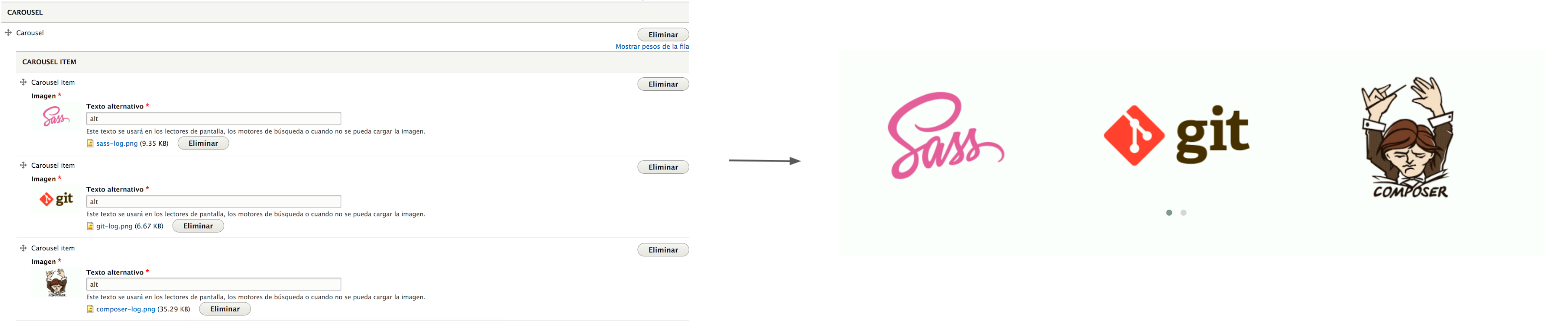 CAROUSEL
Carousel
Eliminar
Mostrar pesos de la fila
CAROUSEL ITEM
Carousel item
Eliminar
Imagen *
Sass
Texto alternativo *
alt
Este texto se usará en los lectores de pantalla, los motores de búsqueda o cuando no se pueda cargar la imagen.
sass-log.png (9.35 KB)
Eliminar
Carousel item
Eliminar
Imagen *
git
Texto alternativo *
alt
Este texto se usará en los lectores de pantalla, los motores de búsqueda o cuando no se pueda cargar la imagen.
git-log.png (6.67 KB)
Eliminar
Carousel item
Eliminar
Imagen *
COMPOSER
Texto alternativo *
alt
Este texto se usará en los lectores de pantalla, los motores de búsqueda o cuando no se pueda cargar la imagen.
composer-log.png (35.29 KB)
Eliminar
Sass
git
COMPOSER